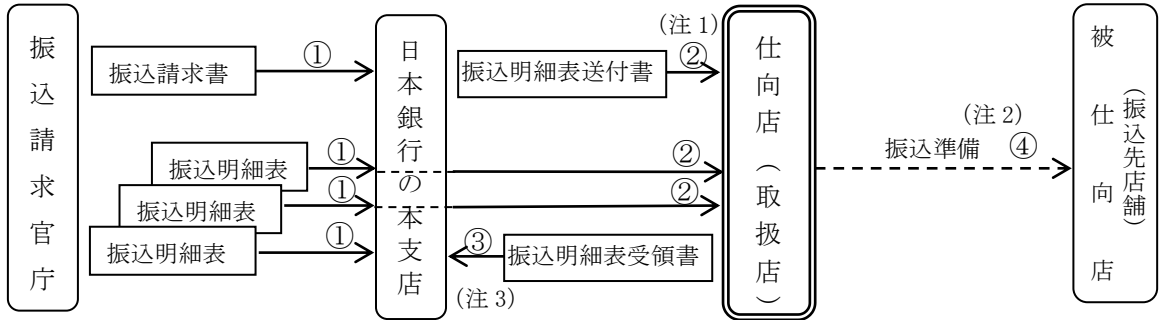 振込請求官庁
振込請求書
①
日本銀行の本支店
振込明細表送付書
(注 1)
②
仕向店（取扱店）
(注 2)
振込準備 ④
被仕向店
(振込先店舗)
振込明細表
①
②
振込明細表
①
②
振込明細表
①
③
振込明細表受領書
(注 3)